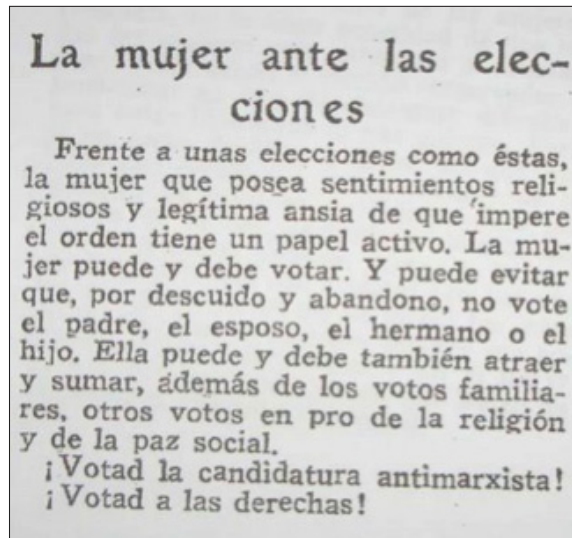 La mujer ante las elec-
ciones
Frente a unas elecciones como éstas,
la mujer que posea sentimientos reli-
giosos y legítima ansia de que impere
el orden tiene un papel activo. La mu-
jer puede y debe votar. Y puede evitar
que, por descuido y abandono, no vote
el padre, el esposo, el hermano o el
hijo. Ella puede y debe también atraer
y sumar, además de los votos familia-
res, otros votos en pro de la religión
y de la paz social.
¡Votad la candidatura antimarxista!
¡Votad a las derechas!